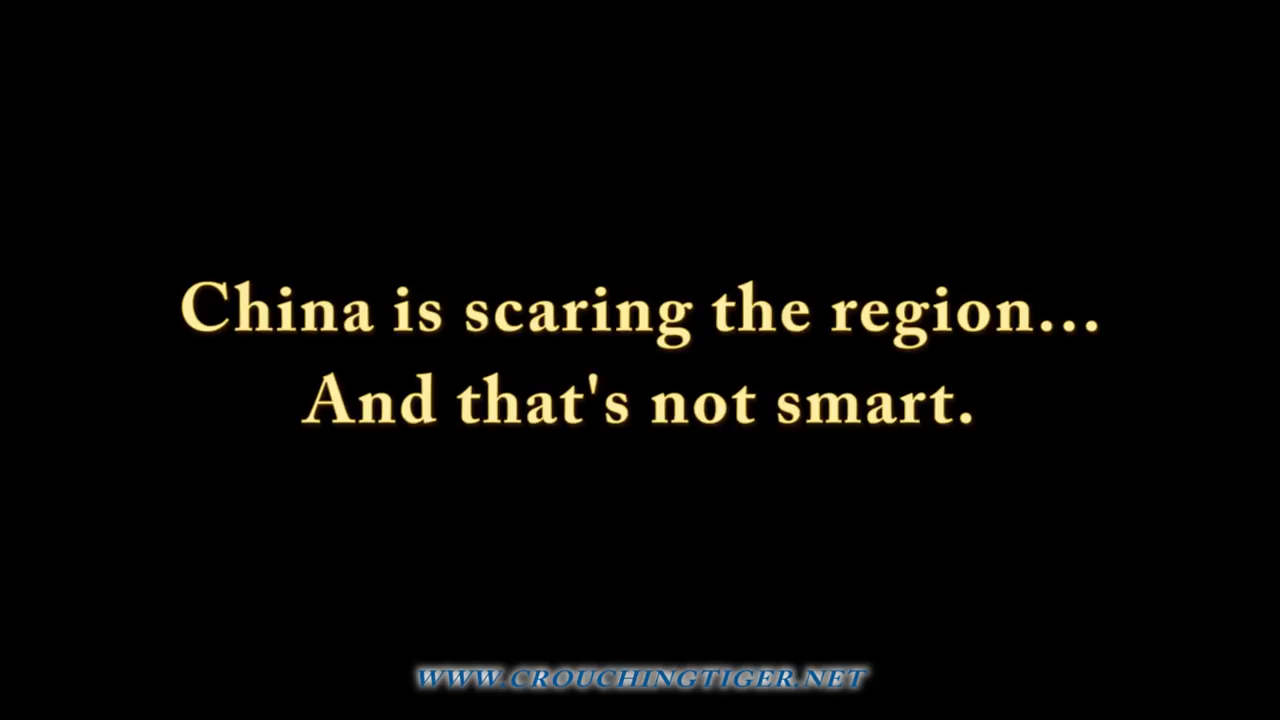 China is scaring the region...
And that's not smart.
WWW.CROUCHINGTIGER.NET